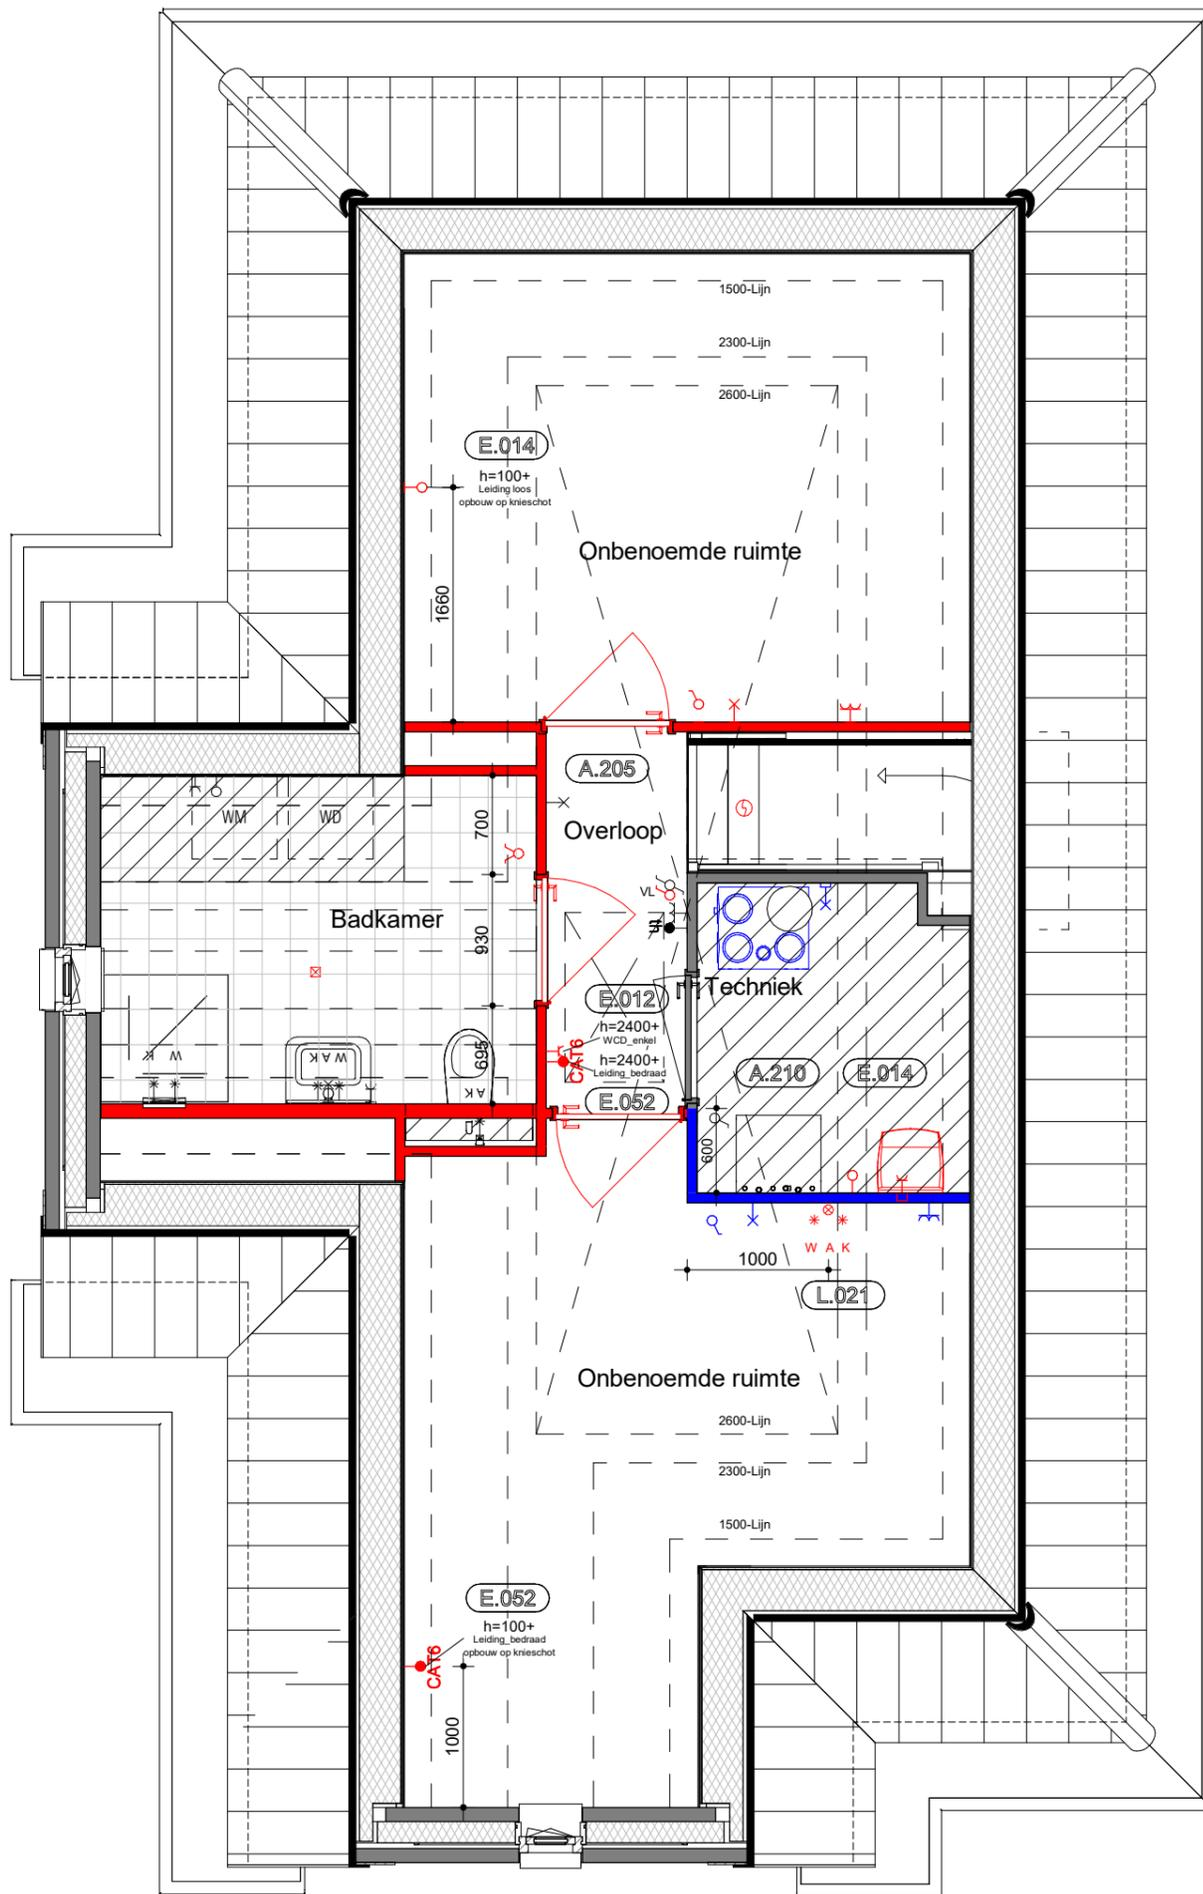 1500-Lijn
2300-Lijn
2600-Lijn
E.014
h=100+
Leiding loos
opbouw op knieschot
Onbenoemde ruimte
1660
A.205
Overloop
WM
WD
700
VL
Badkamer
930
Techniek
E.012
h=2400+
WCD_enkel
CAT6
h=2400+
Leiding_bedraad
E.052
A.210
E.014
W K
W A K
A K
695
600
W A K
1000
L.021
Onbenoemde ruimte
2600-Lijn
2300-Lijn
1500-Lijn
E.052
h=100+
Leiding_bedraad
opbouw op knieschot
CAT6
1000